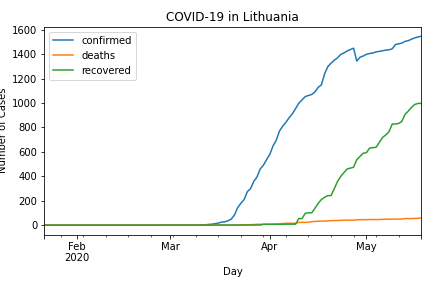 COVID-19 in Lithuania
confirmed
deaths
recovered
1600
1400
1200
1000
800
600
400
200
0
Number of Cases
Feb
2020
Mar
Apr
May
Day